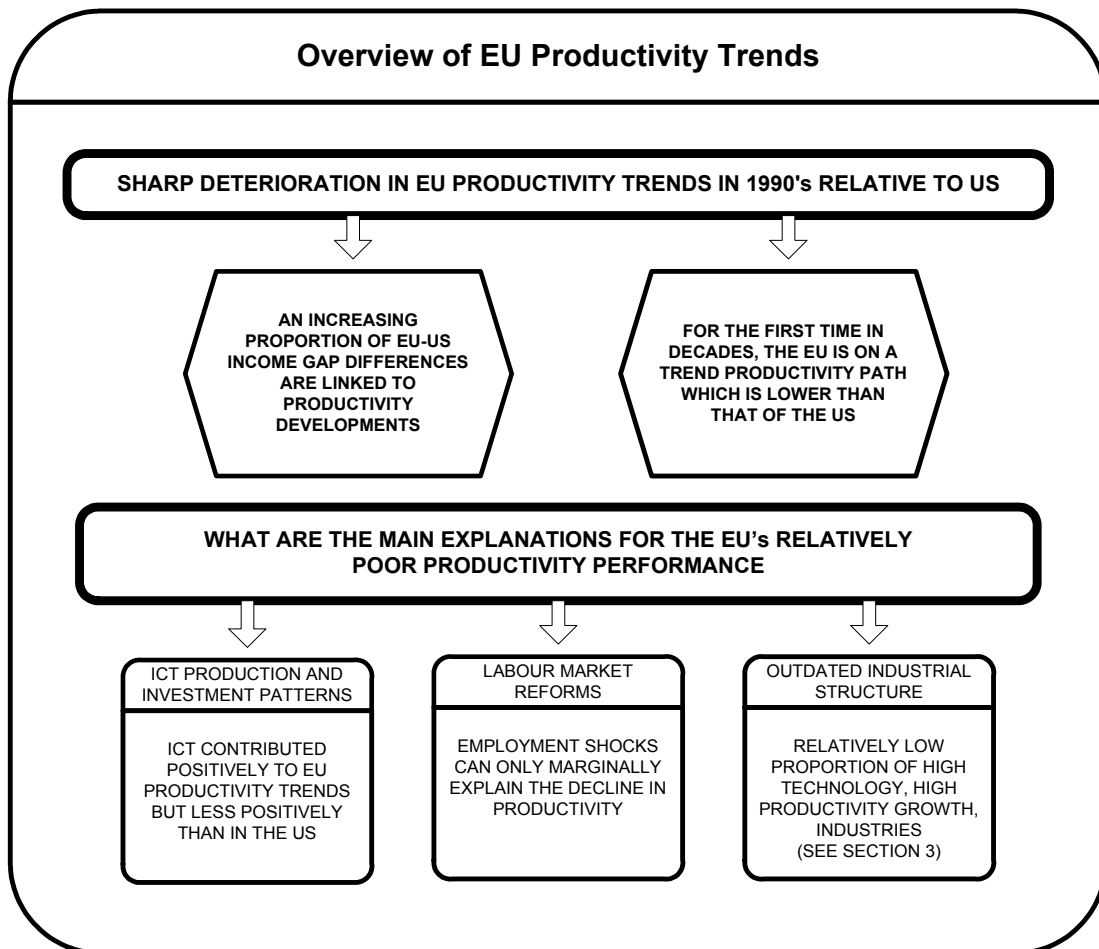 Overview of EU Productivity Trends
SHARP DETERIORATION IN EU PRODUCTIVITY TRENDS IN 1990's RELATIVE TO US
AN INCREASING
PROPORTION OF EU-US
INCOME GAP DIFFERENCES
ARE LINKED TO
PRODUCTIVITY
DEVELOPMENTS
FOR THE FIRST TIME IN
DECADES, THE EU IS ON A
TREND PRODUCTIVITY PATH
WHICH IS LOWER THAN
THAT OF THE US
WHAT ARE THE MAIN EXPLANATIONS FOR THE EU's RELATIVELY
POOR PRODUCTIVITY PERFORMANCE
ICT PRODUCTION AND
INVESTMENT PATTERNS
ICT CONTRIBUTED
POSITIVELY TO EU
PRODUCTIVITY TRENDS
BUT LESS POSITIVELY
THAN IN THE US
LABOUR MARKET
REFORMS
EMPLOYMENT SHOCKS
CAN ONLY MARGINALLY
EXPLAIN THE DECLINE IN
PRODUCTIVITY
OUTDATED INDUSTRIAL
STRUCTURE
RELATIVELY LOW
PROPORTION OF HIGH
TECHNOLOGY, HIGH
PRODUCTIVITY GROWTH,
INDUSTRIES
(SEE SECTION 3)